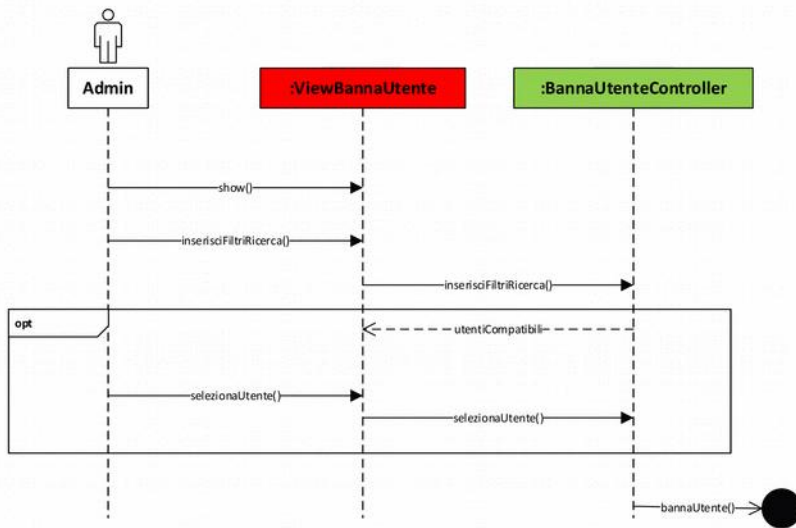 Admin
:ViewBannaUtente
:BannaUtenteController
show()
inserisciFiltriRicerca()
inserisciFiltriRicerca()
opt
utentiCompatibili
selezionaUtente()
selezionaUtente()
bannaUtente()